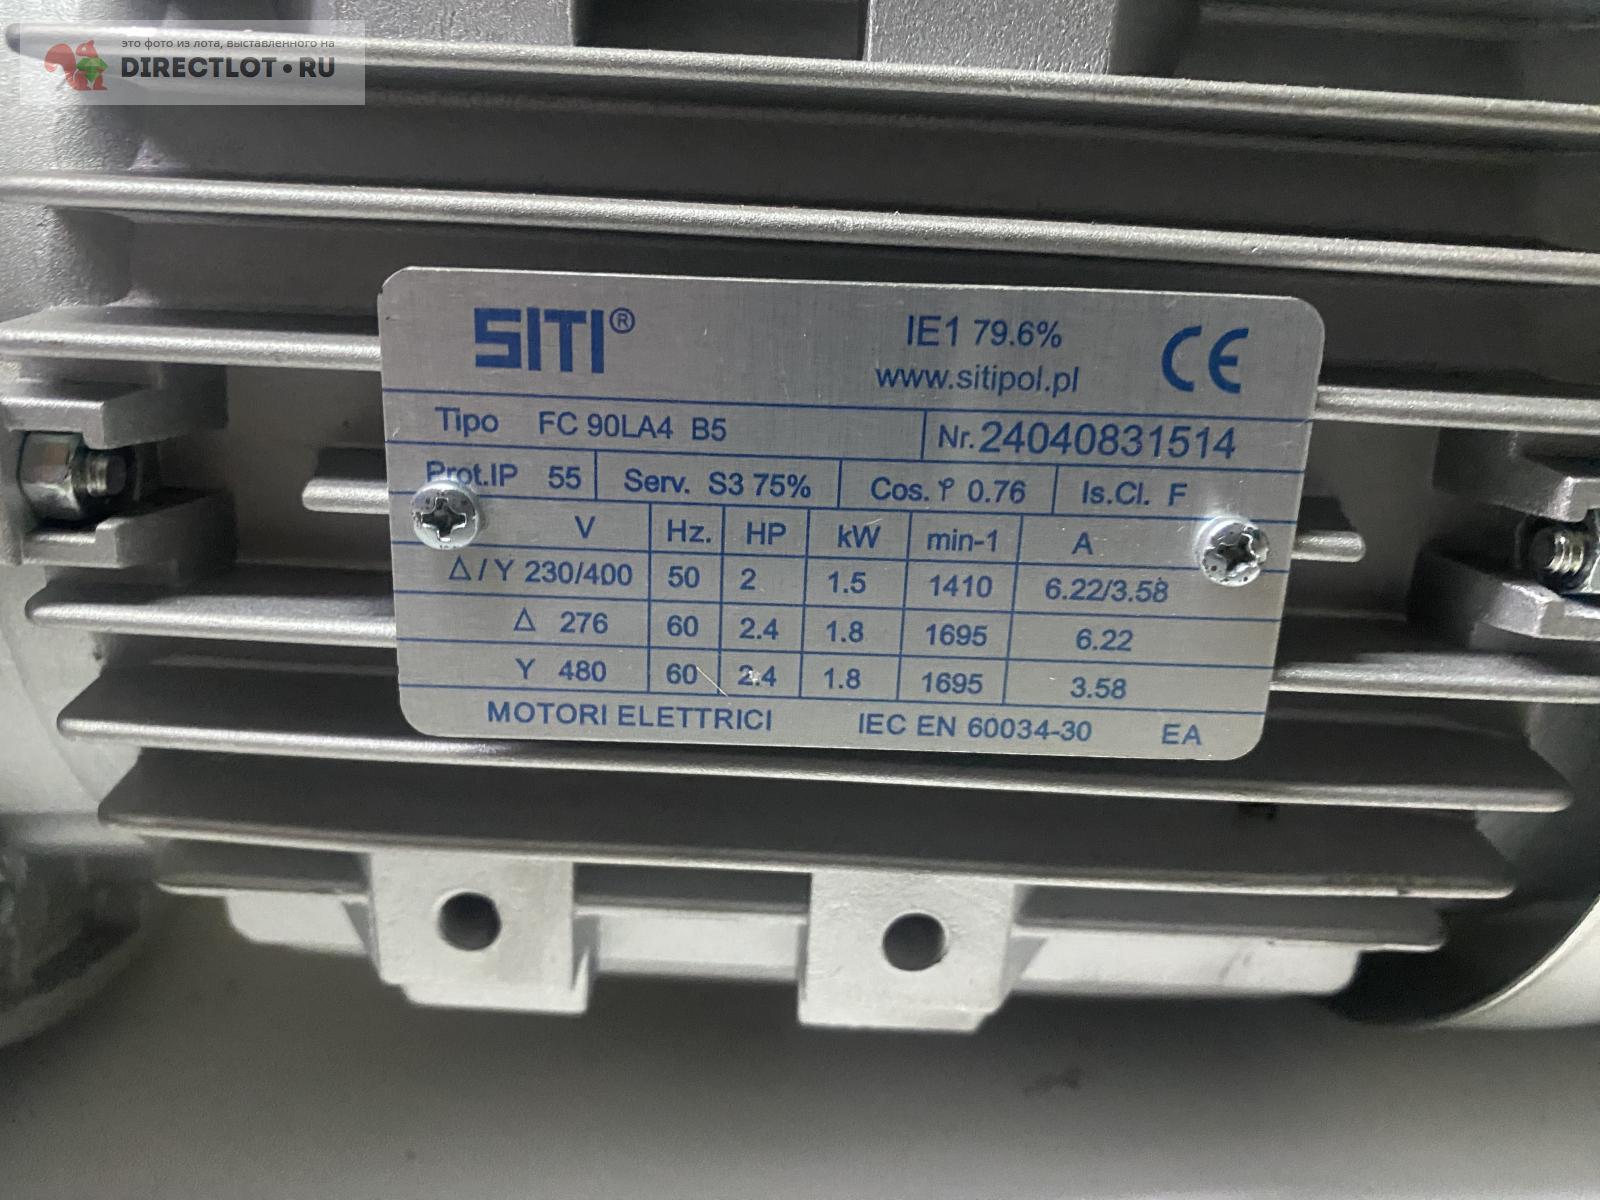 это фото из лота, выставленного на
DIRECTLOT•RU
SITI® IE1 79.6% CE
www.sitipol.pl
Tipo FC 90LA4 B5 Nr.24040831514
Prot.IP 55 Serv. S3 75% Cos. φ 0.76 Is.Cl. F
V Hz. HP kW min-1 A
Δ/Y 230/400 50 2 1.5 1410 6.22/3.58
Δ 276 60 2.4 1.8 1695 6.22
Y 480 60 2.4 1.8 1695 3.58
MOTORI ELETTRICI IEC EN 60034-30 EA